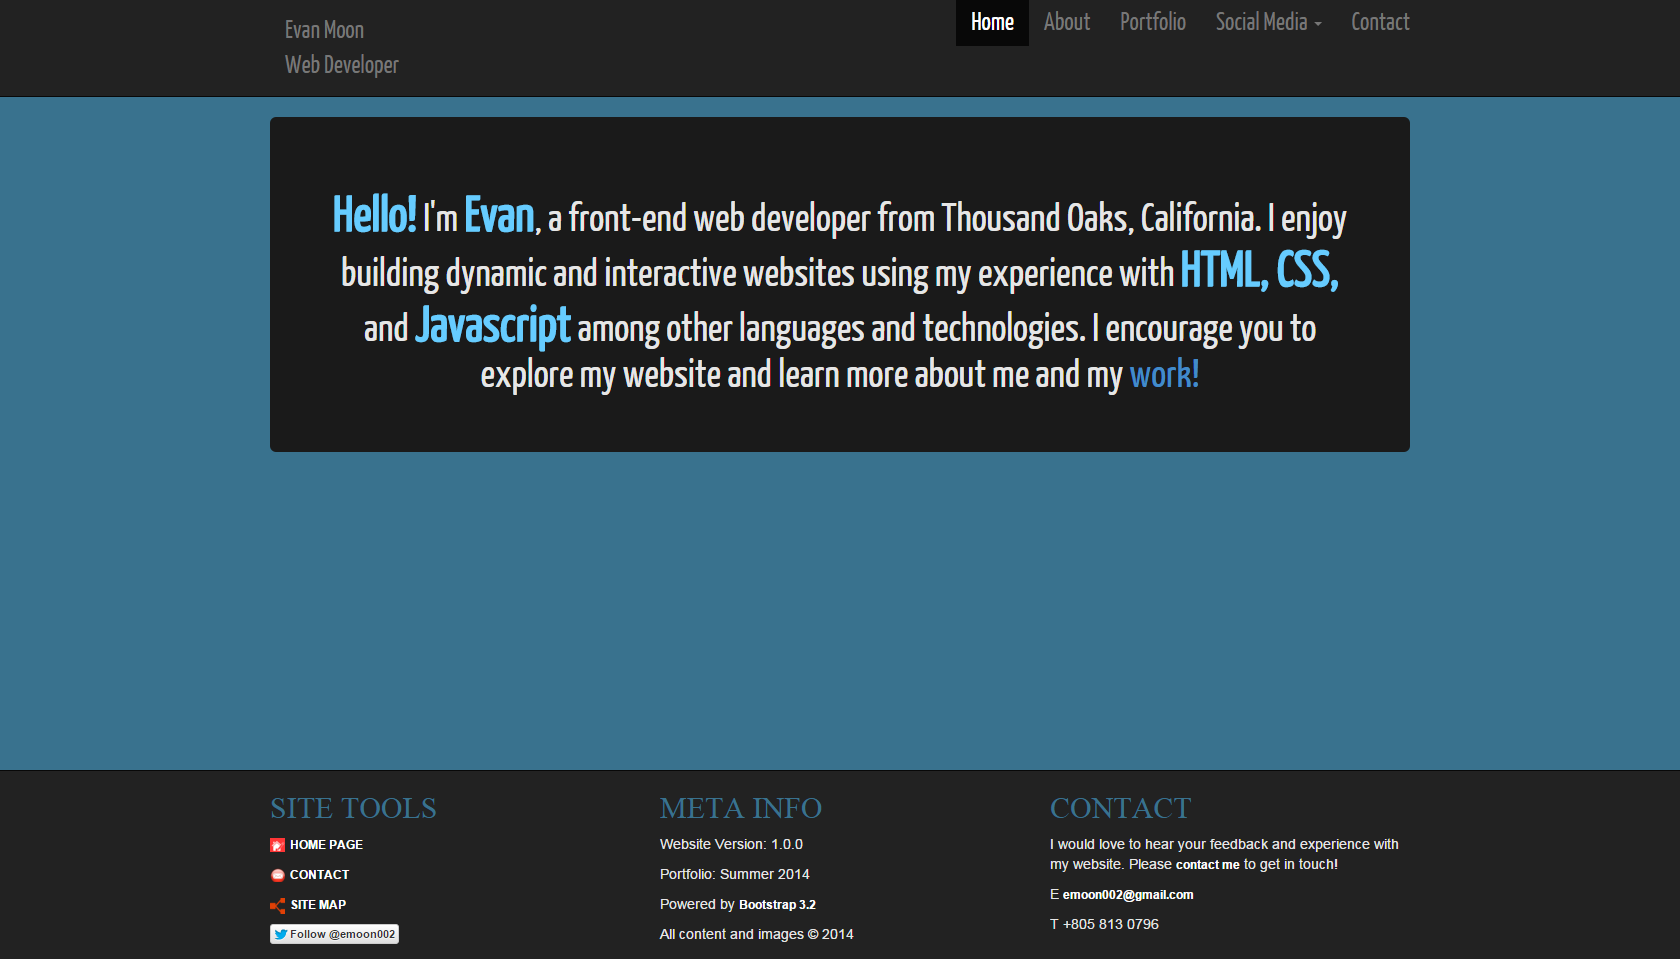 Evan Moon
Web Developer
Home About Portfolio Social Media Contact
Hello! I'm Evan, a front-end web developer from Thousand Oaks, California. I enjoy
building dynamic and interactive websites using my experience with HTML, CSS,
and Javascript among other languages and technologies. I encourage you to
explore my website and learn more about me and my work!
SITE TOOLS
HOME PAGE
CONTACT
SITE MAP
Follow @emoon002
META INFO
Website Version: 1.0.0
Portfolio: Summer 2014
Powered by Bootstrap 3.2
All content and images © 2014
CONTACT
I would love to hear your feedback and experience with
my website. Please contact me to get in touch!
E emoon002@gmail.com
T +805 813 0796